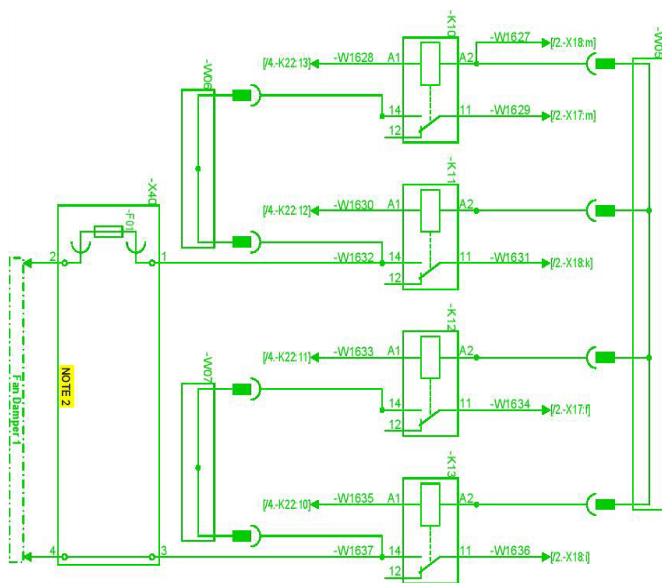 -K10
-W1627
[/2.-X18:m]
-W05
[/4.-K22:13]
-W1628
A1
A2
-W06
14
11
-W1629
[/2.-X17:m]
12
-K11
-X40
[/4.-K22:12]
-W1630
A1
A2
-F01
2
1
-W1632
14
11
-W1631
[/2.-X18:k]
12
-K12
[/4.-K22:11]
-W1633
A1
A2
-W07
NOTE 2
Fan Damper 1
14
11
-W1634
[/2.-X17:f]
12
-K13
[/4.-K22:10]
-W1635
A1
A2
4
3
-W1637
14
11
-W1636
12